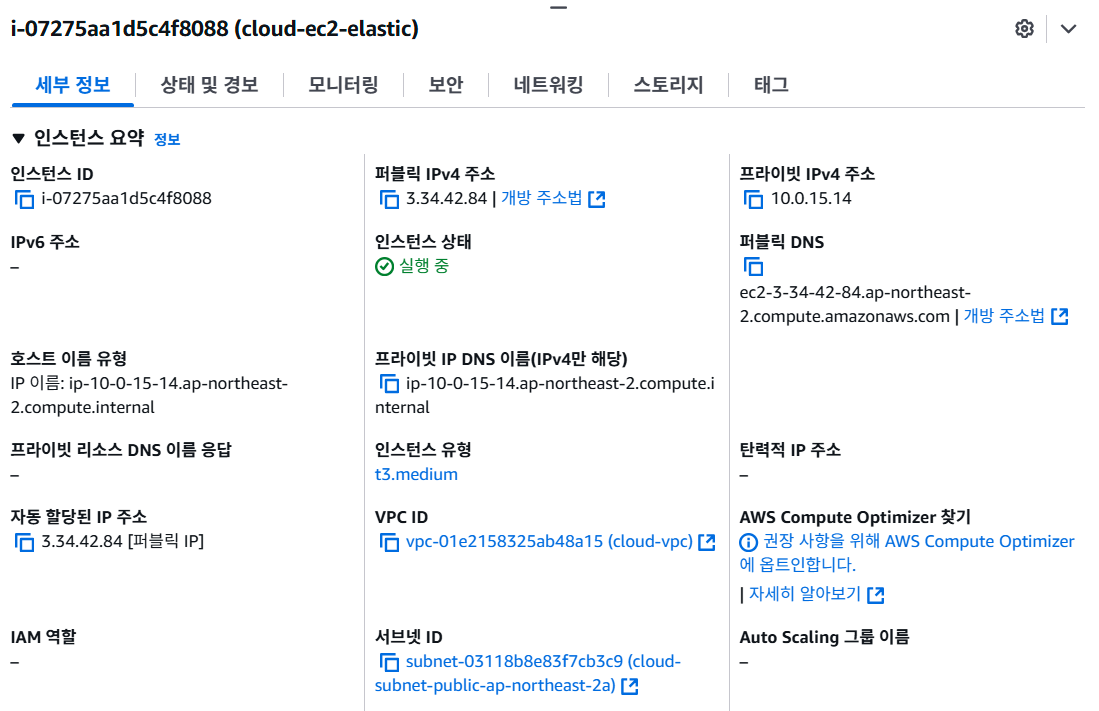 i-07275aa1d5c4f8088 (cloud-ec2-elastic)
세부 정보
상태 및 경보
모니터링
보안
네트워킹
스토리지
태그
▼ 인스턴스 요약 정보
인스턴스 ID
i-07275aa1d5c4f8088
퍼블릭 IPv4 주소
3.34.42.84 | 개방 주소법
프라이빗 IPv4 주소
10.0.15.14
IPv6 주소
–
인스턴스 상태
실행 중
퍼블릭 DNS
ec2-3-34-42-84.ap-northeast-
2.compute.amazonaws.com | 개방 주소법
호스트 이름 유형
IP 이름: ip-10-0-15-14.ap-northeast-
2.compute.internal
프라이빗 IP DNS 이름(IPv4만 해당)
ip-10-0-15-14.ap-northeast-2.compute.i
nternal
프라이빗 리소스 DNS 이름 응답
–
인스턴스 유형
t3.medium
탄력적 IP 주소
–
자동 할당된 IP 주소
3.34.42.84 [퍼블릭 IP]
VPC ID
vpc-01e2158325ab48a15 (cloud-vpc)
AWS Compute Optimizer 찾기
권장 사항을 위해 AWS Compute Optimizer
에 옵트인합니다.
| 자세히 알아보기
IAM 역할
–
서브넷 ID
subnet-03118b8e83f7cb3c9 (cloud-
subnet-public-ap-northeast-2a)
Auto Scaling 그룹 이름
–